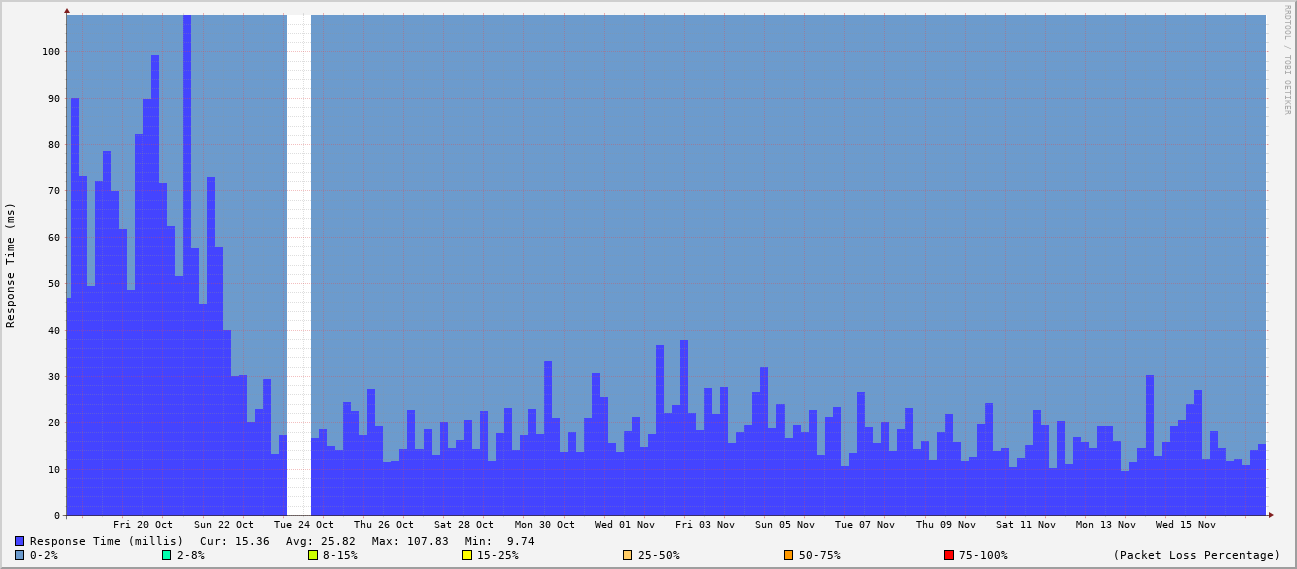 RRDTOOL / TOBI OETIKER
Response Time (ms)
100
90
80
70
60
50
40
30
20
10
0
Fri 20 Oct Sun 22 Oct Tue 24 Oct Thu 26 Oct Sat 28 Oct Mon 30 Oct Wed 01 Nov Fri 03 Nov Sun 05 Nov Tue 07 Nov Thu 09 Nov Sat 11 Nov Mon 13 Nov Wed 15 Nov
Response Time (millis) Cur: 15.36 Avg: 25.82 Max: 107.83 Min: 9.74
0-2% 2-8% 8-15% 15-25% 25-50% 50-75% 75-100% (Packet Loss Percentage)